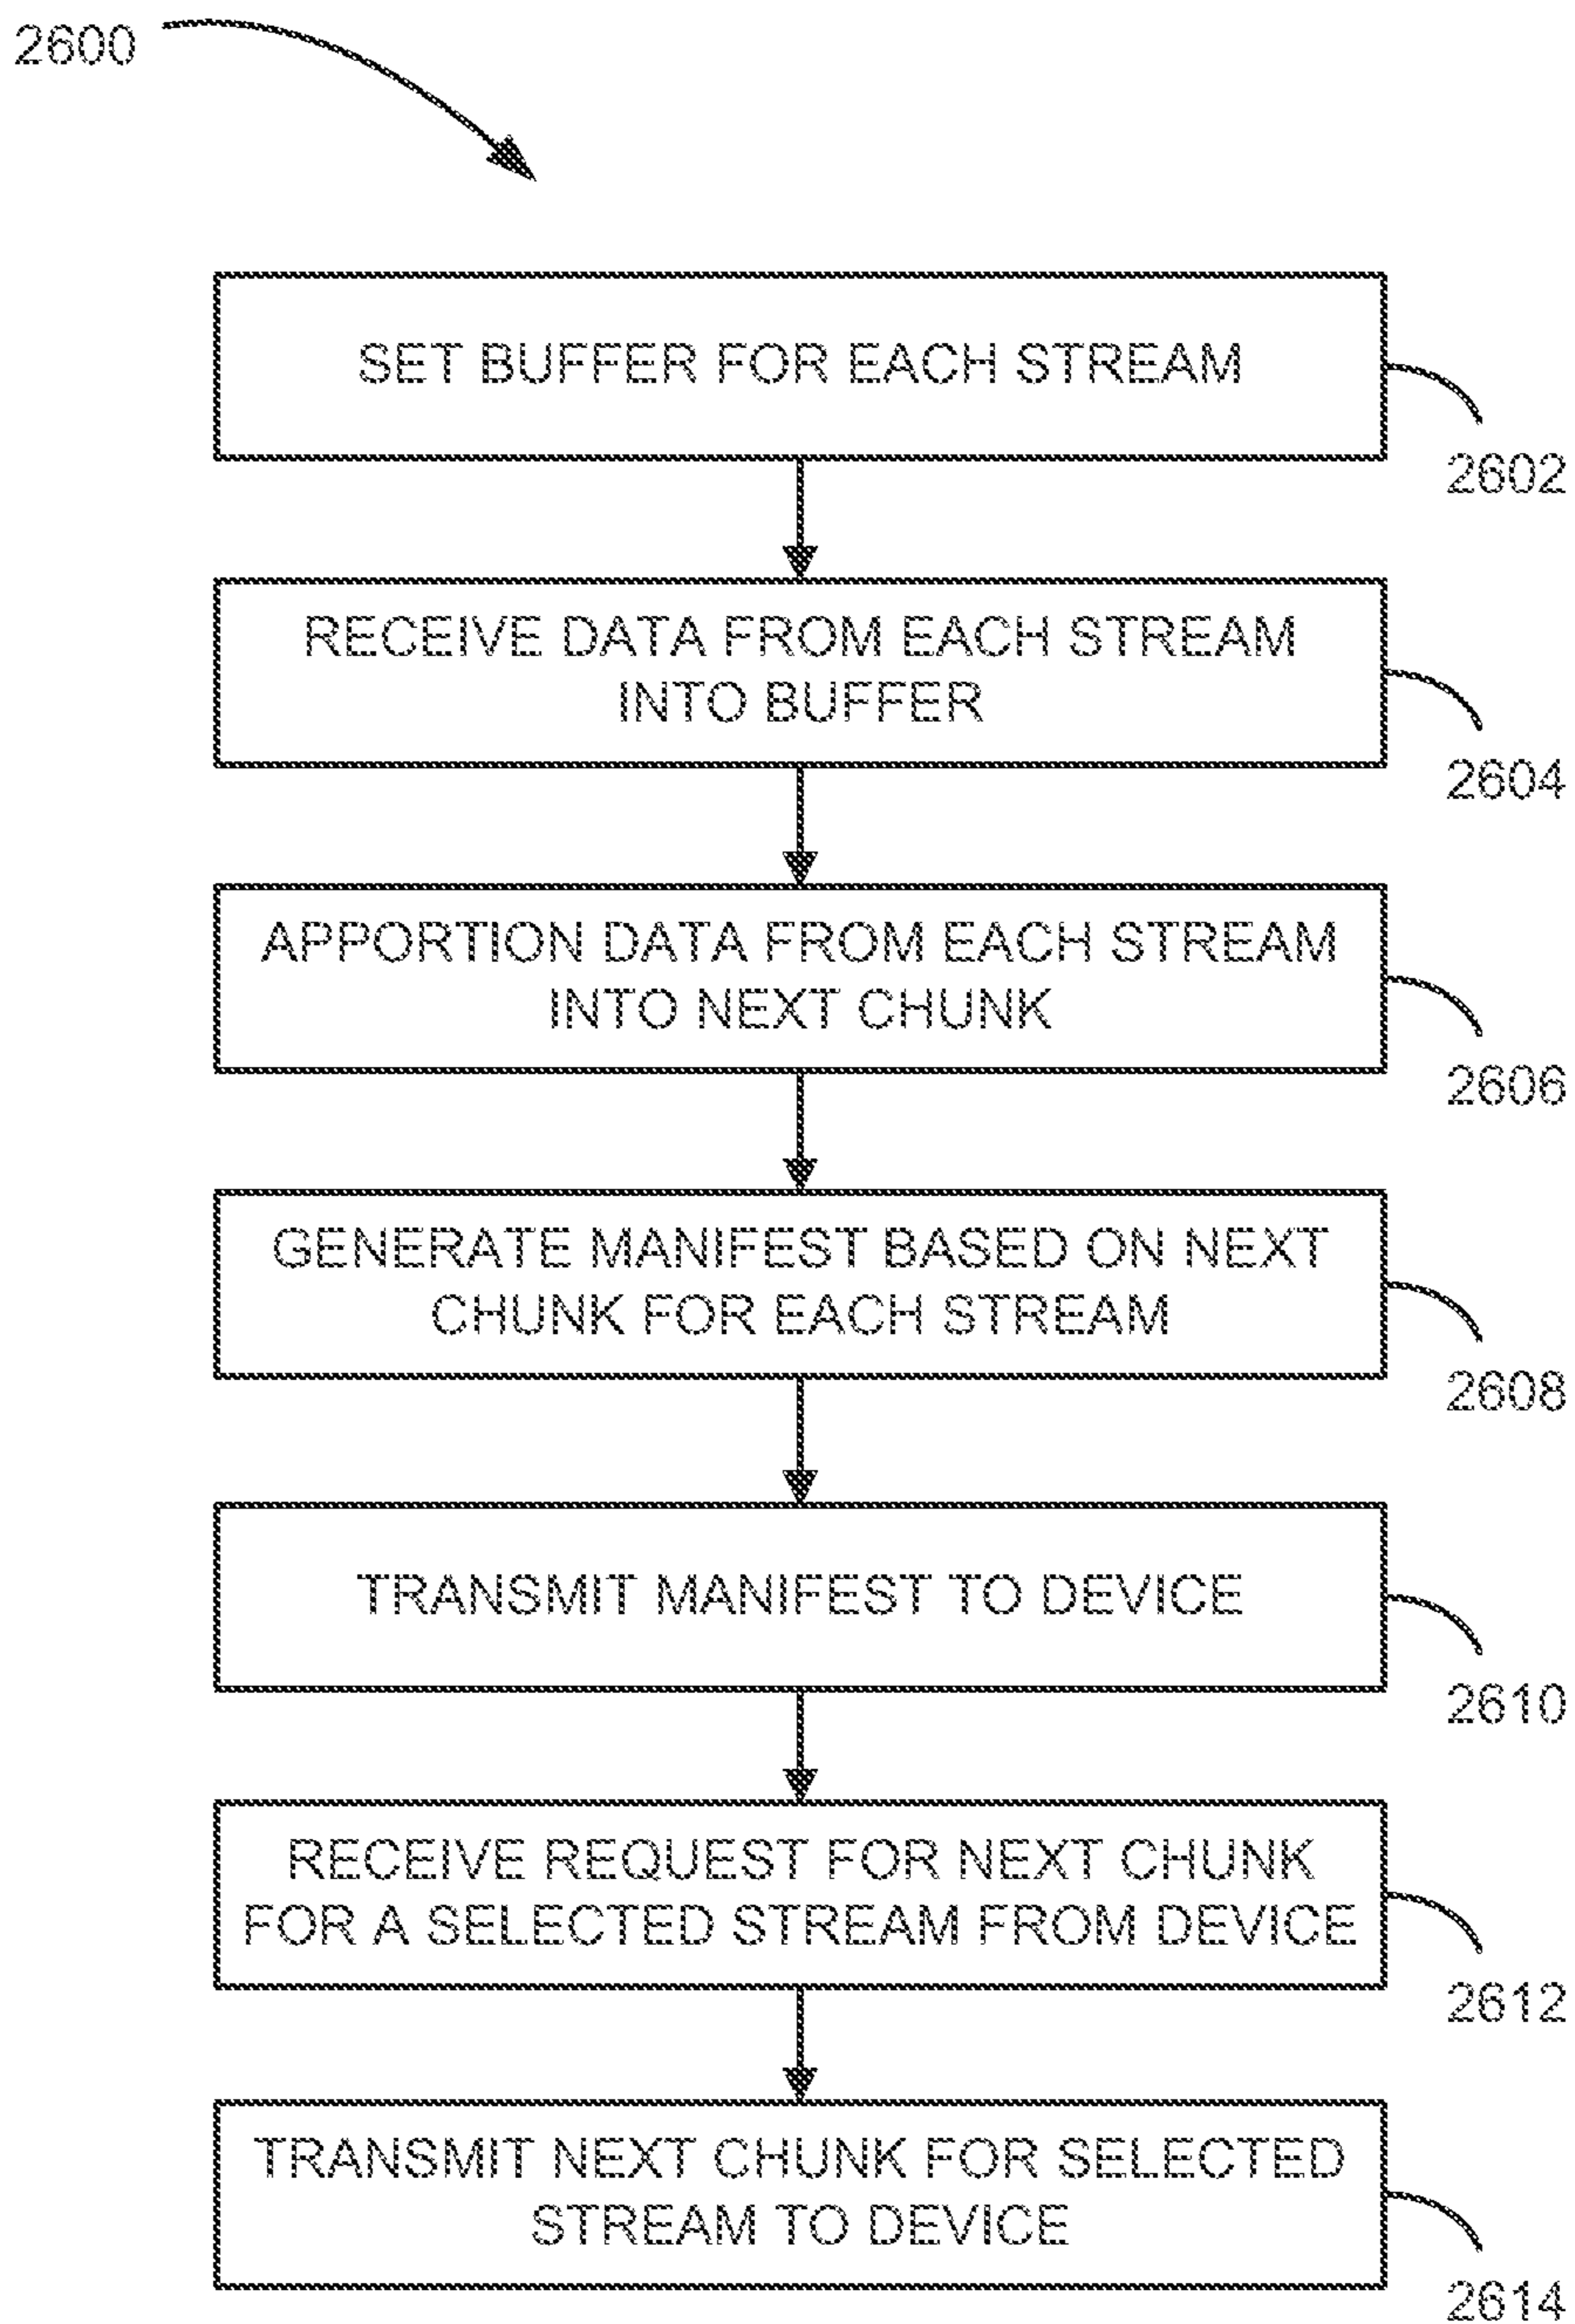 2600
SET BUFFER FOR EACH STREAM
2602
RECEIVE DATA FROM EACH STREAM
INTO BUFFER
2604
APPORTION DATA FROM EACH STREAM
INTO NEXT CHUNK
2606
GENERATE MANIFEST BASED ON NEXT
CHUNK FOR EACH STREAM
2608
TRANSMIT MANIFEST TO DEVICE
2610
RECEIVE REQUEST FOR NEXT CHUNK
FOR A SELECTED STREAM FROM DEVICE
2612
TRANSMIT NEXT CHUNK FOR SELECTED
STREAM TO DEVICE
2614